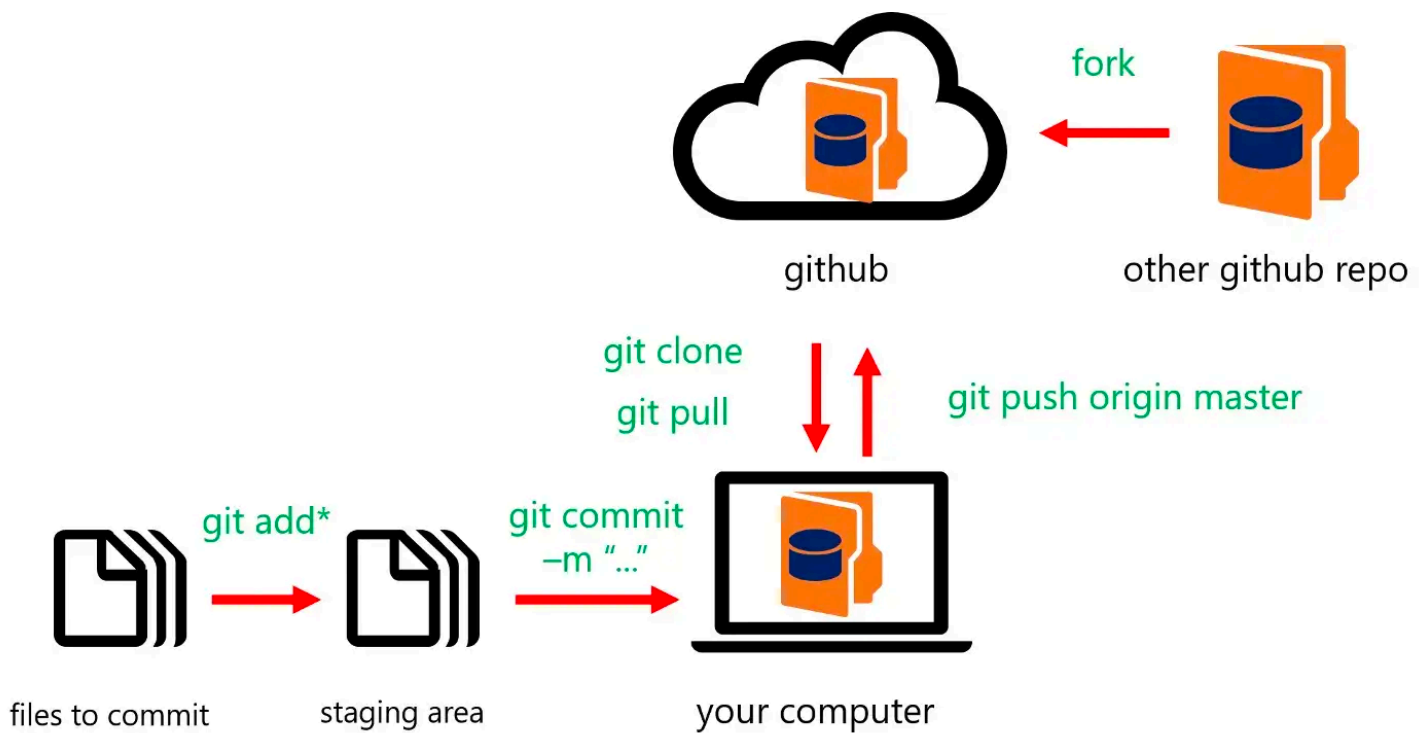 fork
github
other github repo
git clone
git pull
git push origin master
git add*
git commit
–m “...”
files to commit
staging area
your computer